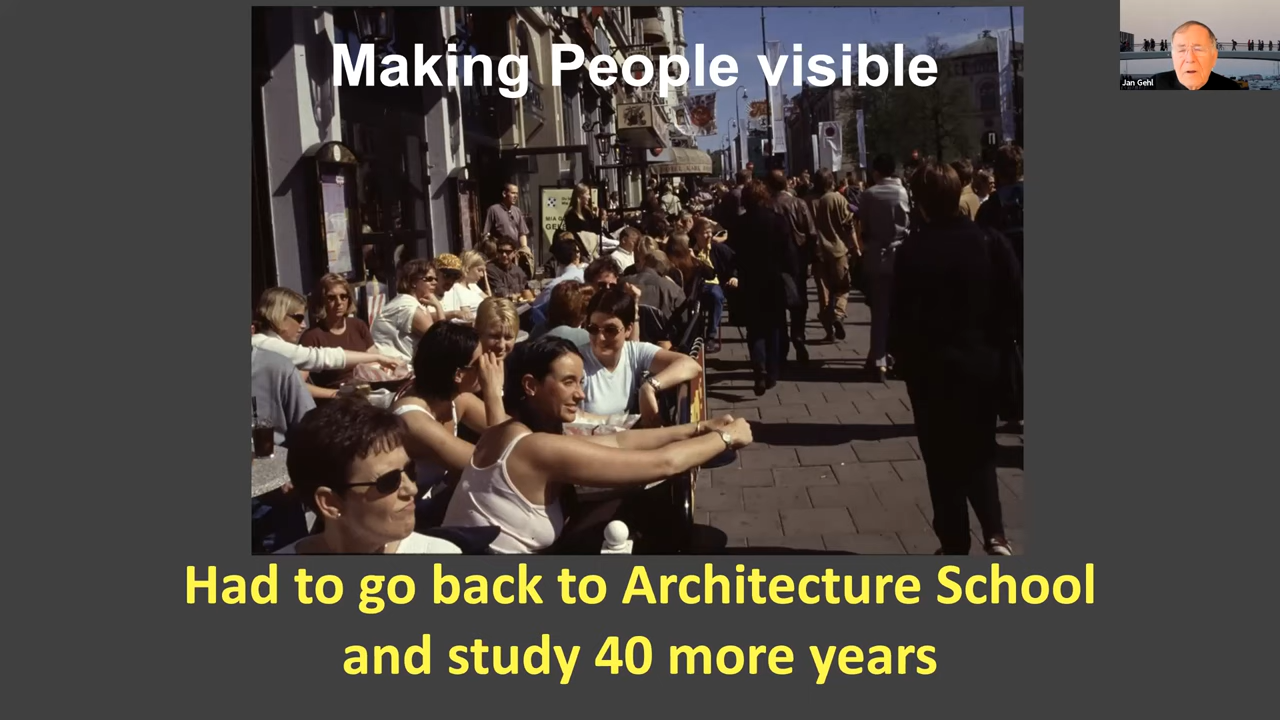 Making People visible
Jan Gehl
Had to go back to Architecture School
and study 40 more years